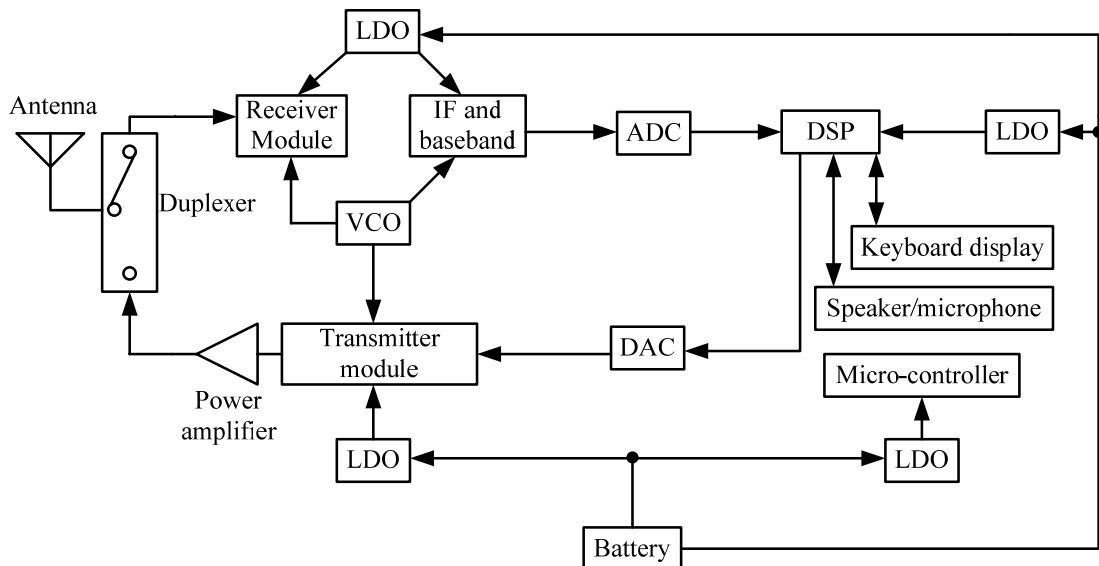 LDO
Antenna
Receiver
Module
IF and
baseband
ADC
DSP
LDO
Duplexer
VCO
Keyboard display
Speaker/microphone
Transmitter
module
DAC
Micro-controller
Power
amplifier
LDO
LDO
Battery